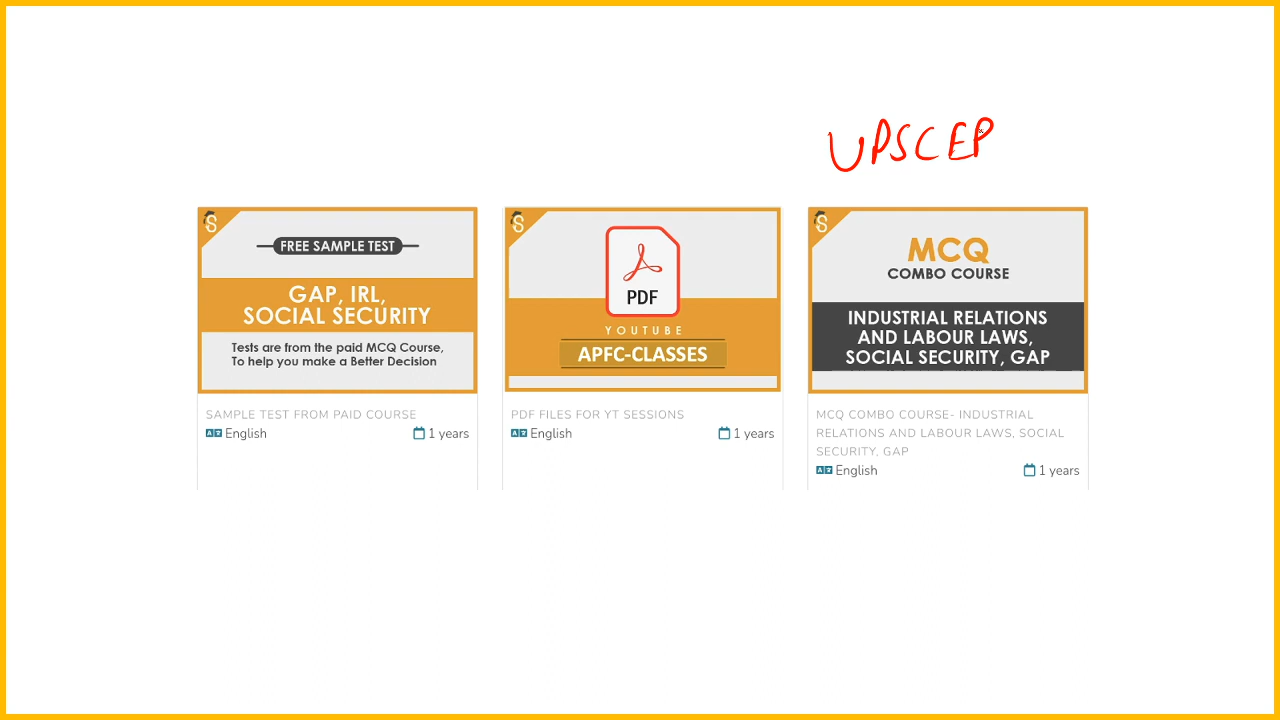 UPSCEP
FREE SAMPLE TEST
GAP, IRL,
SOCIAL SECURITY
Tests are from the paid MCQ Course,
To help you make a Better Decision
SAMPLE TEST FROM PAID COURSE
English 1 years
PDF
YOUTUBE
APFC-CLASSES
PDF FILES FOR YT SESSIONS
English 1 years
MCQ
COMBO COURSE
INDUSTRIAL RELATIONS
AND LABOUR LAWS,
SOCIAL SECURITY, GAP
MCQ COMBO COURSE- INDUSTRIAL
RELATIONS AND LABOUR LAWS, SOCIAL
SECURITY, GAP
English 1 years